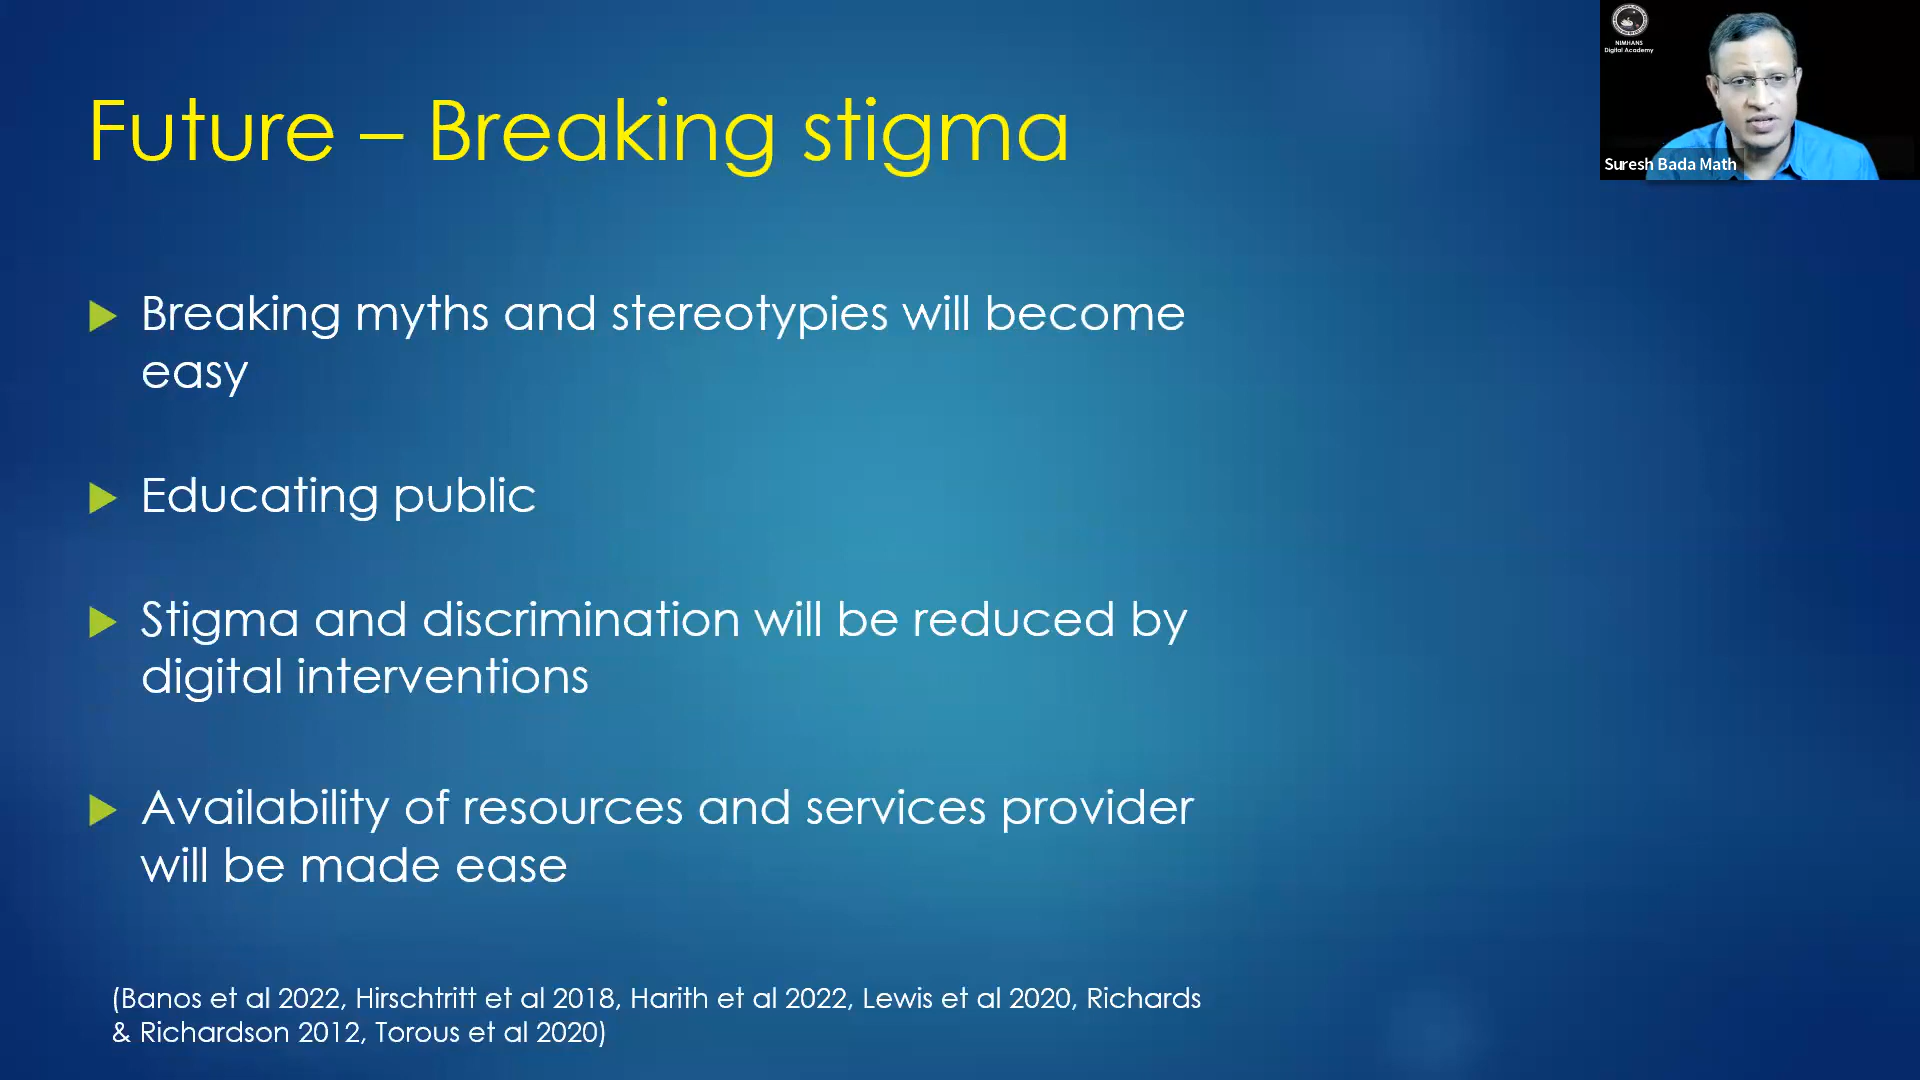 Future – Breaking stigma
Breaking myths and stereotypies will become
easy
Educating public
Stigma and discrimination will be reduced by
digital interventions
Availability of resources and services provider
will be made ease
(Banos et al 2022, Hirschtritt et al 2018, Harith et al 2022, Lewis et al 2020, Richards
& Richardson 2012, Torous et al 2020)
NIMHANS
Digital Academy
Suresh Bada Math